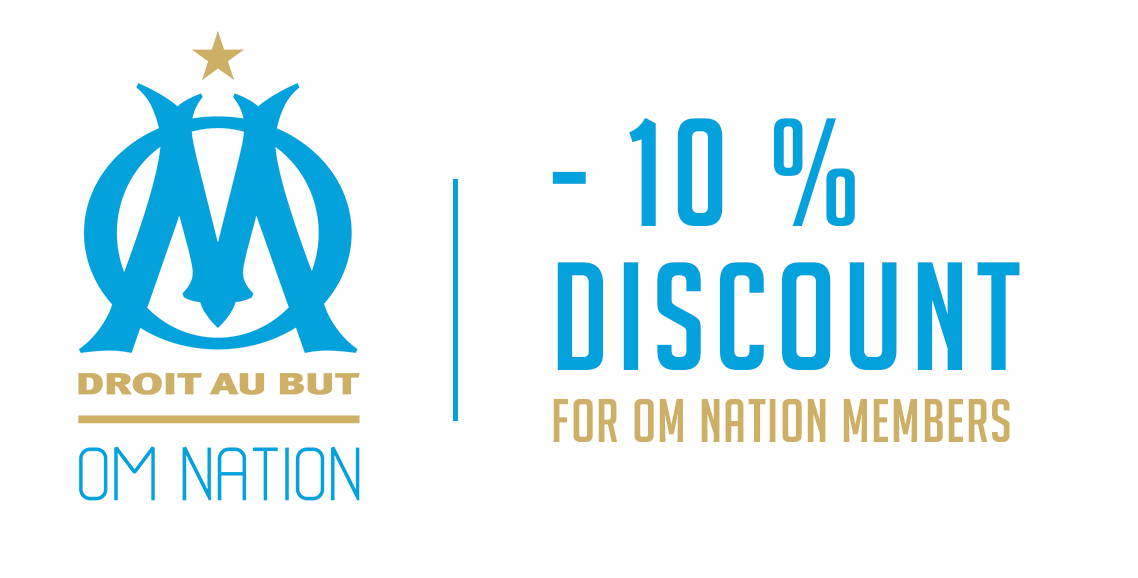 DROIT AU BUT
OM NATION
- 10 %
DISCOUNT
FOR OM NATION MEMBERS